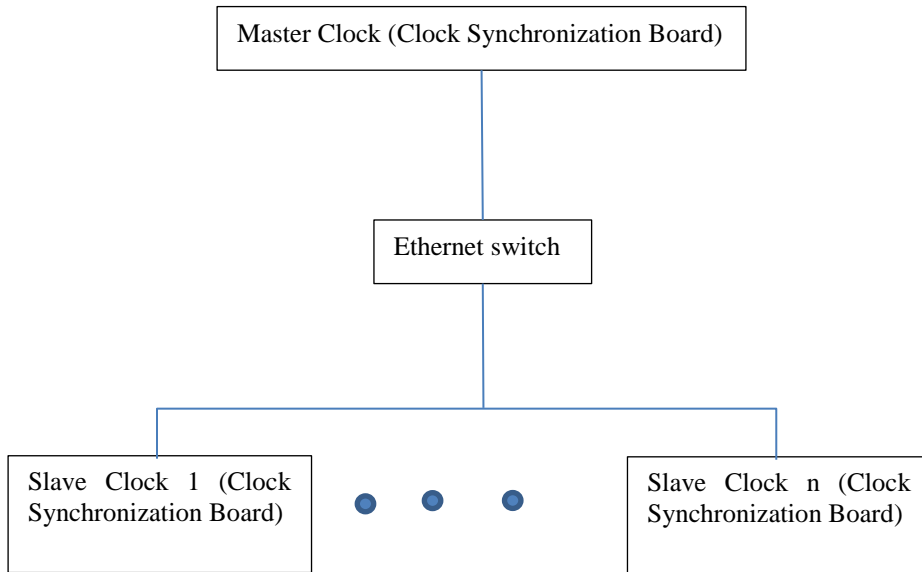 Master Clock (Clock Synchronization Board)
Ethernet switch
Slave Clock 1 (Clock
Synchronization Board)
Slave Clock n (Clock
Synchronization Board)